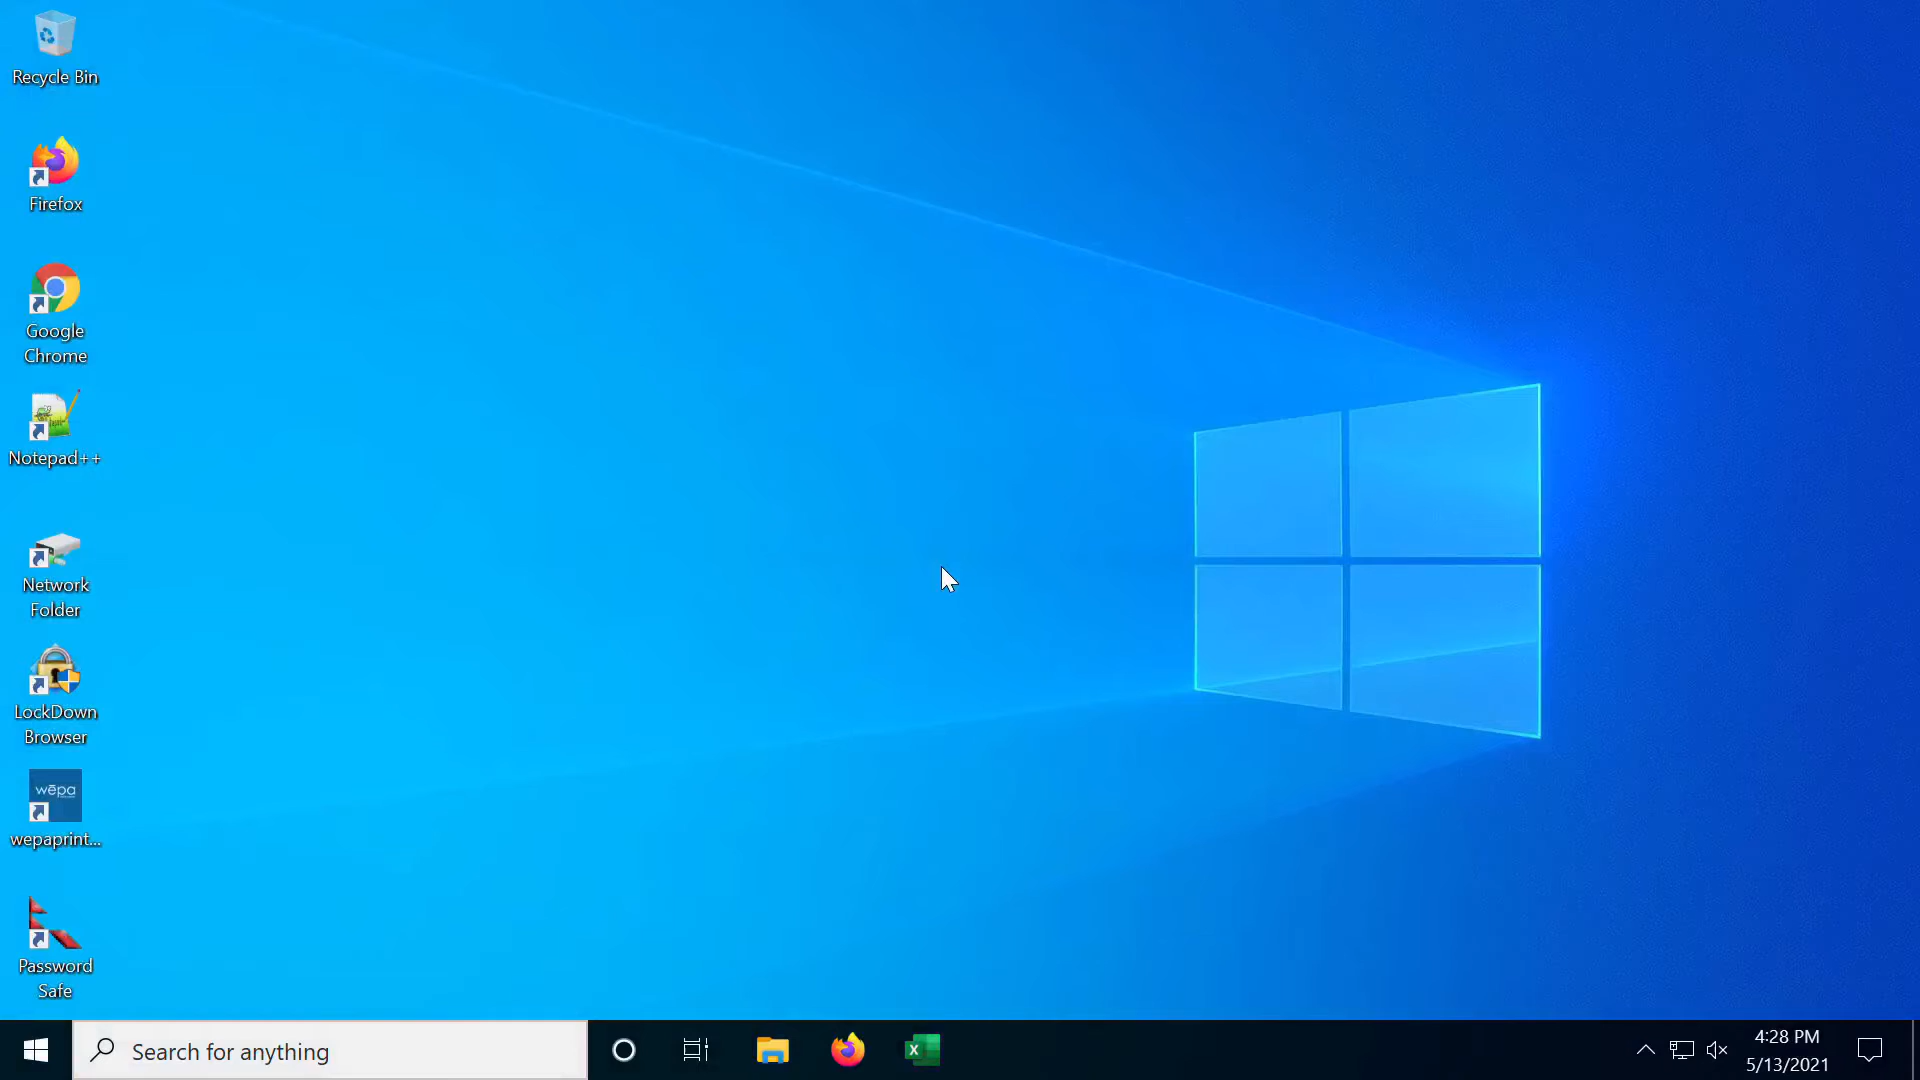 Recycle Bin
Firefox
Google
Chrome
Notepad++
Network
Folder
LockDown
Browser
wēpa
wepaprint...
Password
Safe
Search for anything
X
4:28 PM
5/13/2021